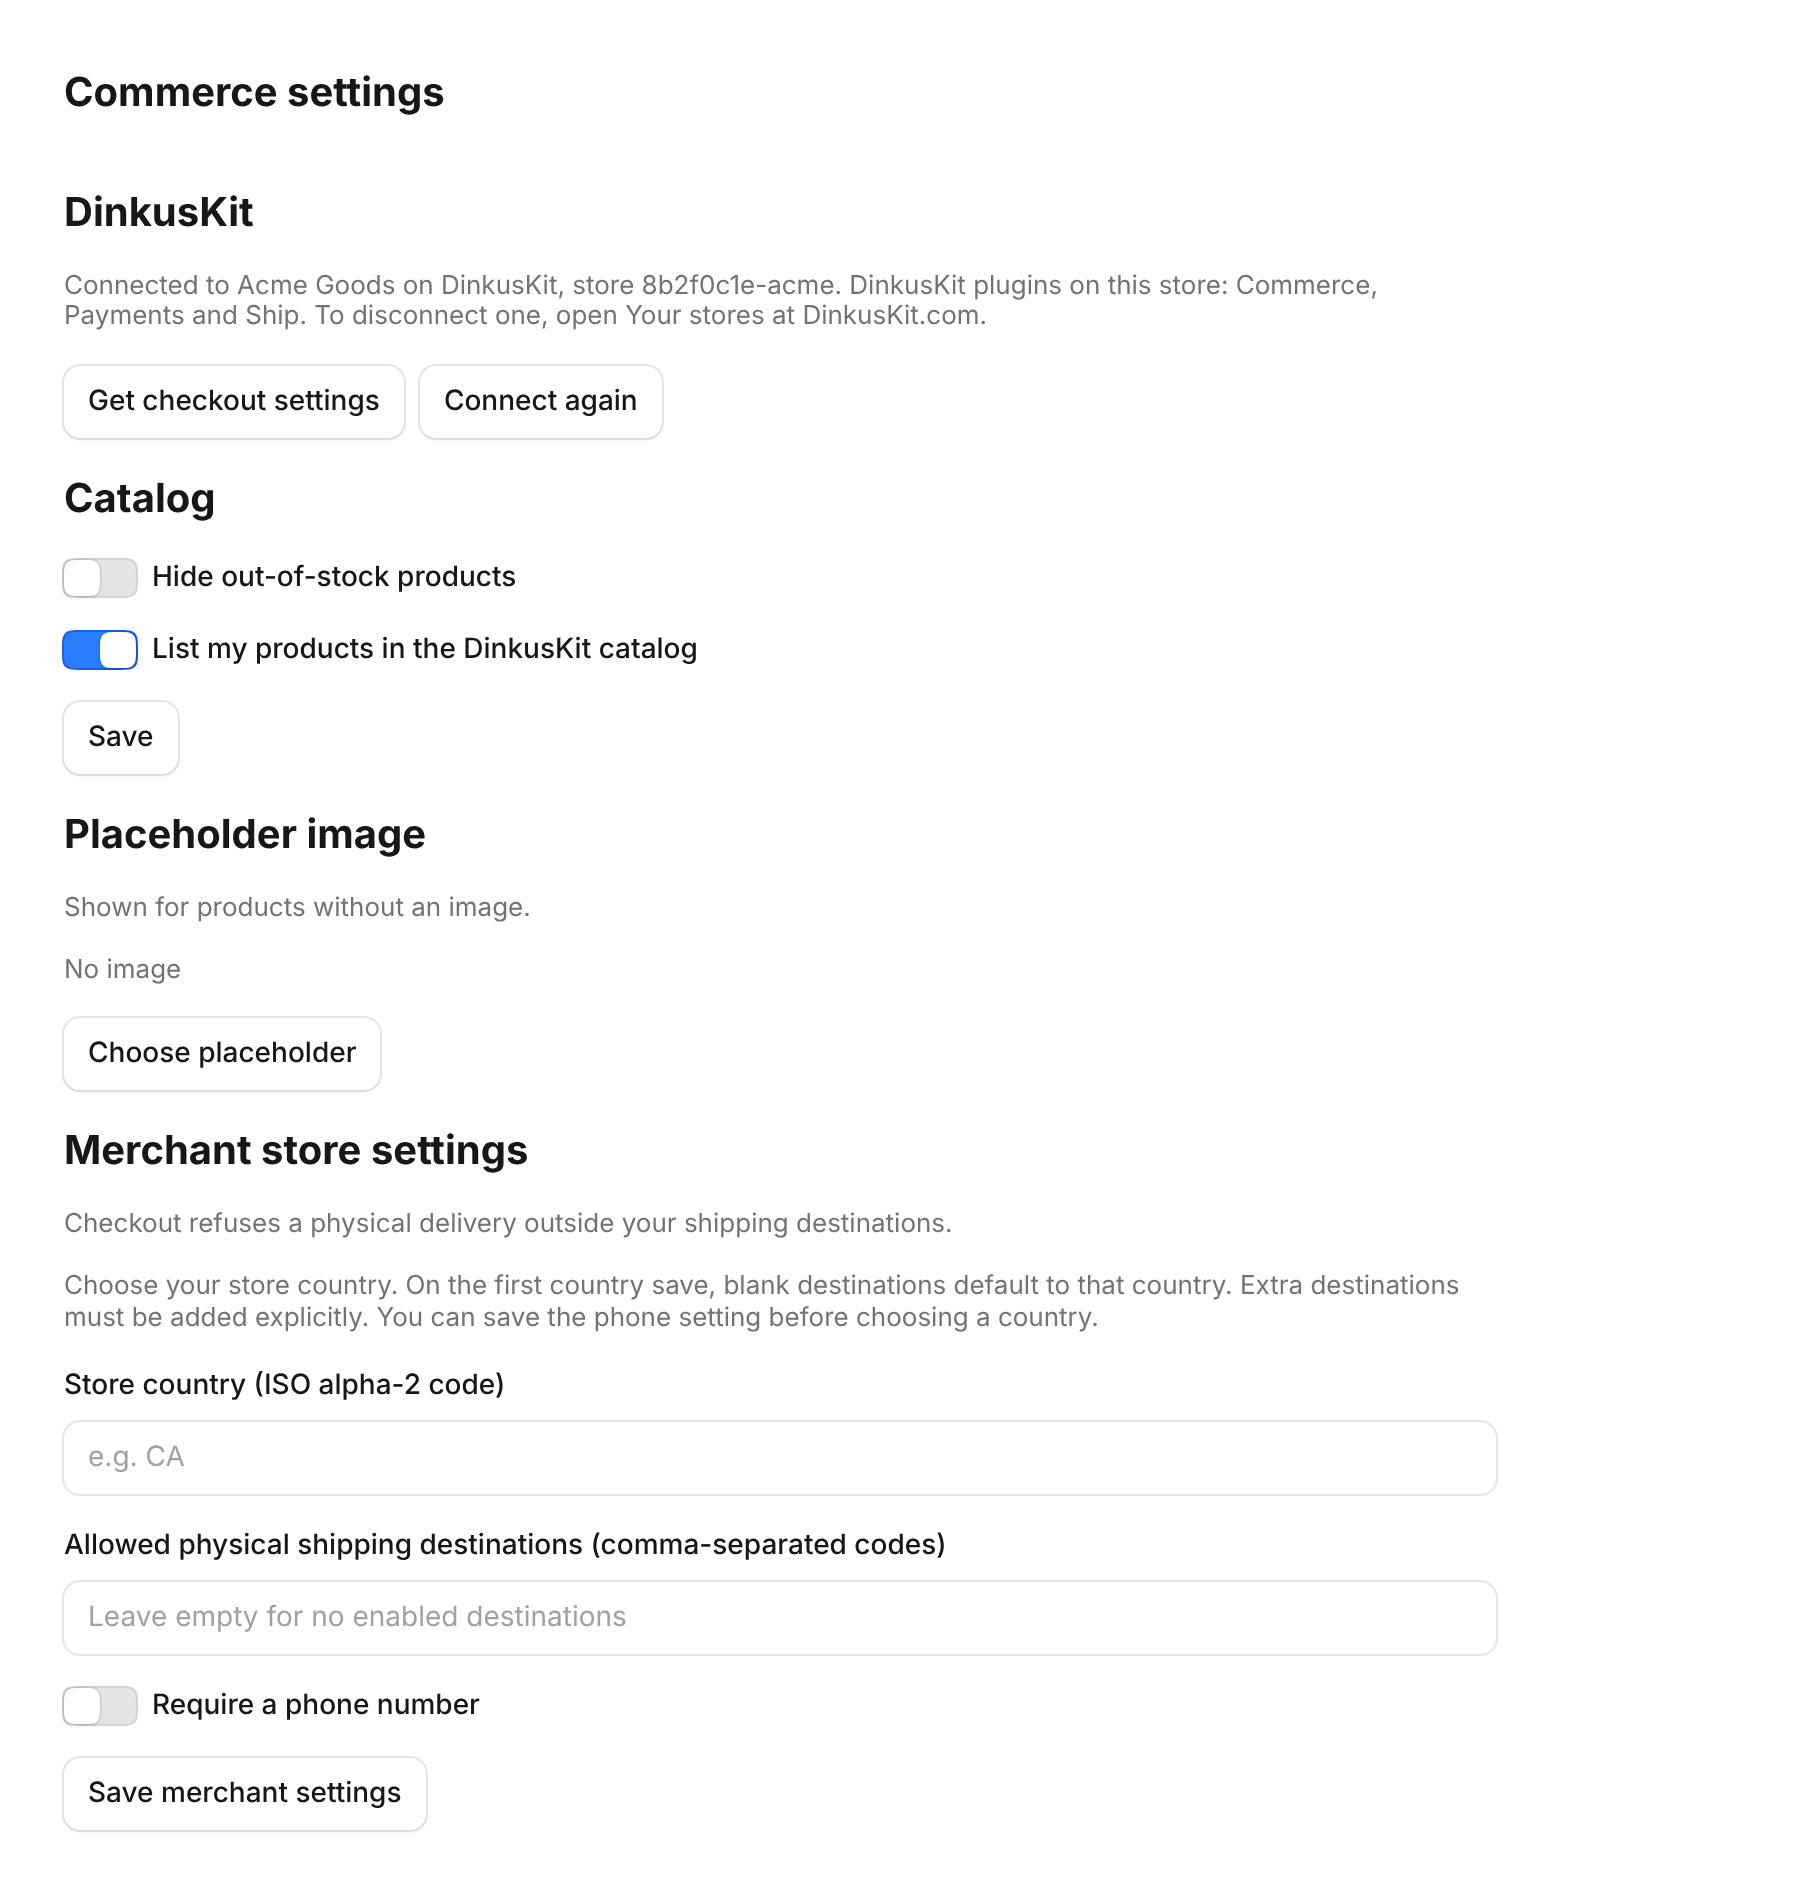 Commerce settings
DinkusKit
Connected to Acme Goods on DinkusKit, store 8b2f0c1e-acme. DinkusKit plugins on this store: Commerce,
Payments and Ship. To disconnect one, open Your stores at DinkusKit.com.
Get checkout settings
Connect again
Catalog
Hide out-of-stock products
List my products in the DinkusKit catalog
Save
Placeholder image
Shown for products without an image.
No image
Choose placeholder
Merchant store settings
Checkout refuses a physical delivery outside your shipping destinations.
Choose your store country. On the first country save, blank destinations default to that country. Extra destinations
must be added explicitly. You can save the phone setting before choosing a country.
Store country (ISO alpha-2 code)
e.g. CA
Allowed physical shipping destinations (comma-separated codes)
Leave empty for no enabled destinations
Require a phone number
Save merchant settings